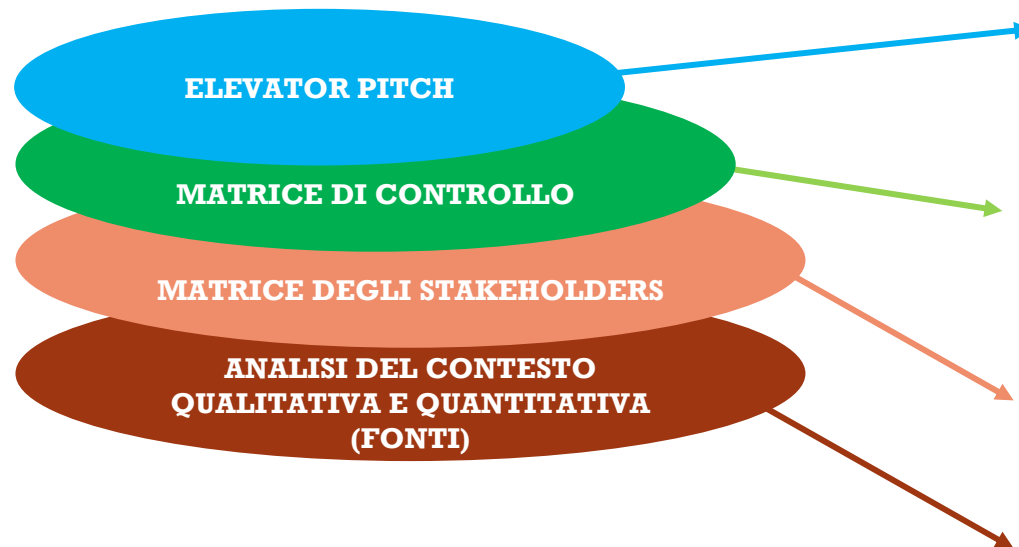 ELEVATOR PITCH
MATRICE DI CONTROLLO
MATRICE DEGLI STAKEHOLDERS
ANALISI DEL CONTESTO
QUALITATIVA E QUANTITATIVA
(FONTI)